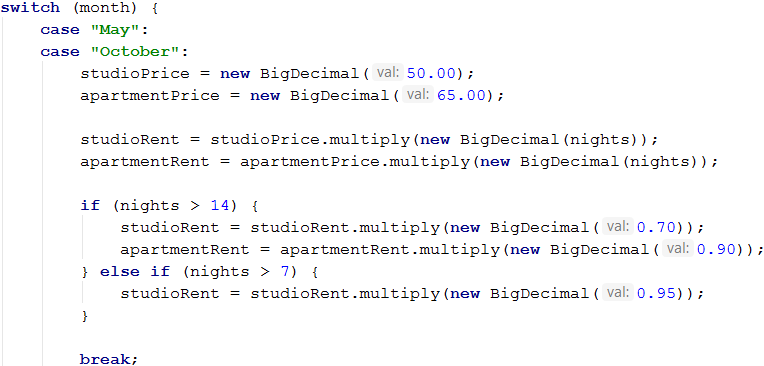 switch (month) {
case "May":
case "October":
studioPrice = new BigDecimal( val: 50.00);
apartmentPrice = new BigDecimal( val: 65.00);
studioRent = studioPrice.multiply(new BigDecimal(nights));
apartmentRent = apartmentPrice.multiply(new BigDecimal(nights));
if (nights > 14) {
studioRent = studioRent.multiply(new BigDecimal( val: 0.70));
apartmentRent = apartmentRent.multiply(new BigDecimal( val: 0.90));
} else if (nights > 7) {
studioRent = studioRent.multiply(new BigDecimal( val: 0.95));
}
break;